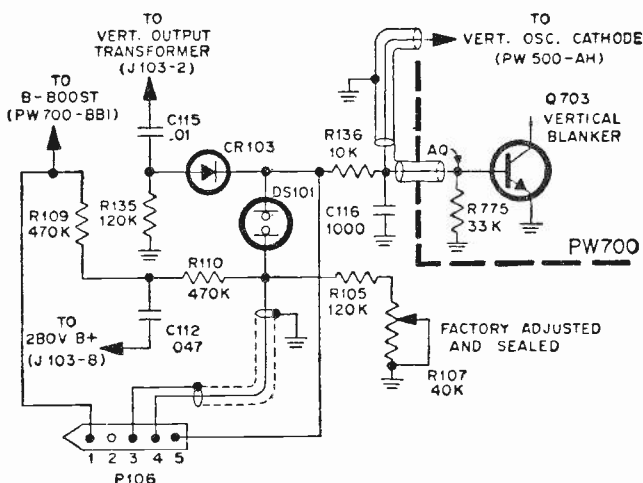 TO
VERT. OUTPUT
TRANSFORMER
(J103-2)
TO
VERT. OSC. CATHODE
(PW 500-AH)
TO
B-BOOST
(PW700-BB1)
C115
.01
CR103
R136
10K
AQ
Q703
VERTICAL
BLANKER
R109
470K
R135
120K
DS101
C116
1000
R775
33K
PW700
R110
470K
R105
120K
TO
280V B+
(J103-8)
C112
.047
FACTORY ADJUSTED
AND SEALED
R107
40K
1 2 3 4 5
P106